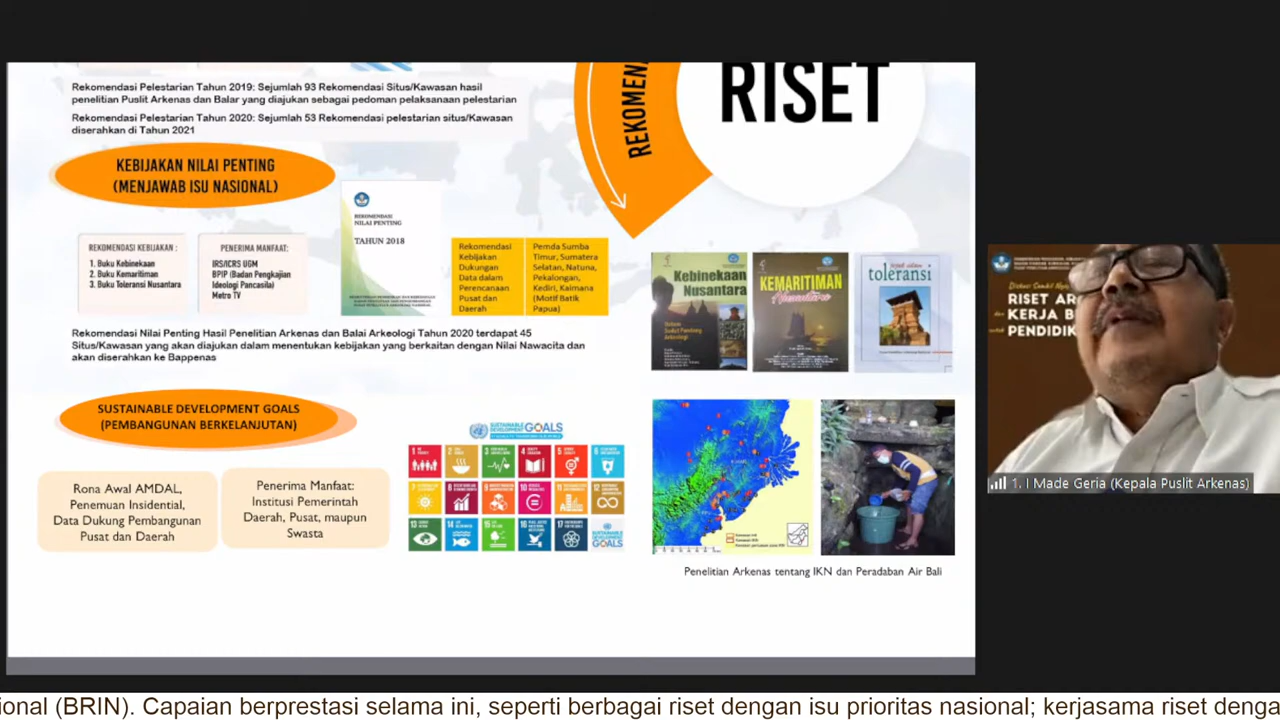 Rekomendasi Pelestarian Tahun 2019: Sejumlah 93 Rekomendasi Situs/Kawasan hasil
penelitian Puslit Arkenas dan Balar yang diajukan sebagai pedoman pelaksanaan pelestarian
Rekomendasi Pelestarian Tahun 2020: Sejumlah 53 Rekomendasi pelestarian situs/Kawasan
diserahkan di Tahun 2021
REKOMEN
RISET
KEBIJAKAN NILAI PENTING
(MENJAWAB ISU NASIONAL)
REKOMENDASI KEBIJAKAN :
1. Buku Kebinekaan
2. Buku Kemaritiman
3. Buku Toleransi Nusantara
PENERIMA MANFAAT:
IRS/ICRS UGM
BPIP (Badan Pengkajian
Ideologi Pancasila)
Metro TV
REKOMENDASI
NILAI PENTING
TAHUN 2018
Rekomendasi
Kebijakan
Dukungan
Data dalam
Perencanaan
Pusat dan
Daerah
Pemda Sumba
Timur, Sumatera
Selatan, Natuna,
Pekalongan,
Kediri, Kaimana
(Motif Batik
Papua)
Kebinekaan
Nusantara
KEMARITIMAN
Nusantara
toleransi
Rekomendasi Nilai Penting Hasil Penelitian Arkenas dan Balai Arkeologi Tahun 2020 terdapat 45
Situs/Kawasan yang akan diajukan dalam menentukan kebijakan yang berkaitan dengan Nilai Nawacita dan
akan diserahkan ke Bappenas
SUSTAINABLE DEVELOPMENT GOALS
(PEMBANGUNAN BERKELANJUTAN)
Rona Awal AMDAL,
Penemuan Insidential,
Data Dukung Pembangunan
Pusat dan Daerah
Penerima Manfaat:
Institusi Pemerintah
Daerah, Pusat, maupun
Swasta
SUSTAINABLE DEVELOPMENT
GOALS
Penelitian Arkenas tentang IKN dan Peradaban Air Bali
RISET AR
KERJA B
PENDIDIK
1. I Made Geria (Kepala Puslit Arkenas)
ional (BRIN). Capaian berprestasi selama ini, seperti berbagai riset dengan isu prioritas nasional; kerjasama riset denga